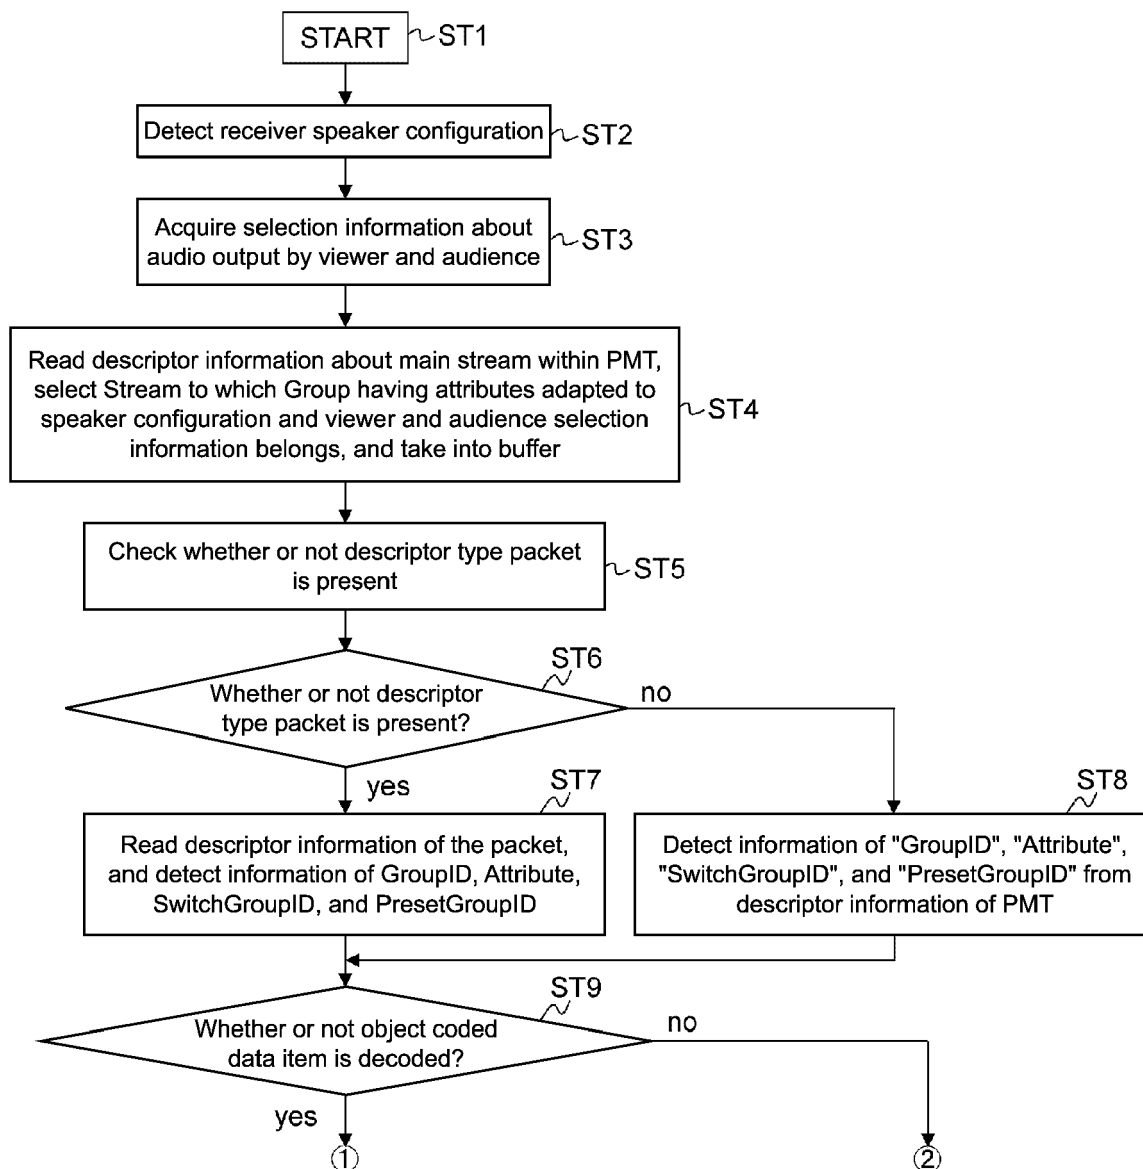 START
ST1
Detect receiver speaker configuration
ST2
Acquire selection information about
audio output by viewer and audience
ST3
Read descriptor information about main stream within PMT,
select Stream to which Group having attributes adapted to
speaker configuration and viewer and audience selection
information belongs, and take into buffer
ST4
Check whether or not descriptor type packet
is present
ST5
ST6
Whether or not descriptor
type packet is present?
no
yes
ST7
Read descriptor information of the packet,
and detect information of GroupID, Attribute,
SwitchGroupID, and PresetGroupID
ST8
Detect information of "GroupID", "Attribute",
"SwitchGroupID", and "PresetGroupID" from
descriptor information of PMT
ST9
Whether or not object coded
data item is decoded?
no
yes
①
②